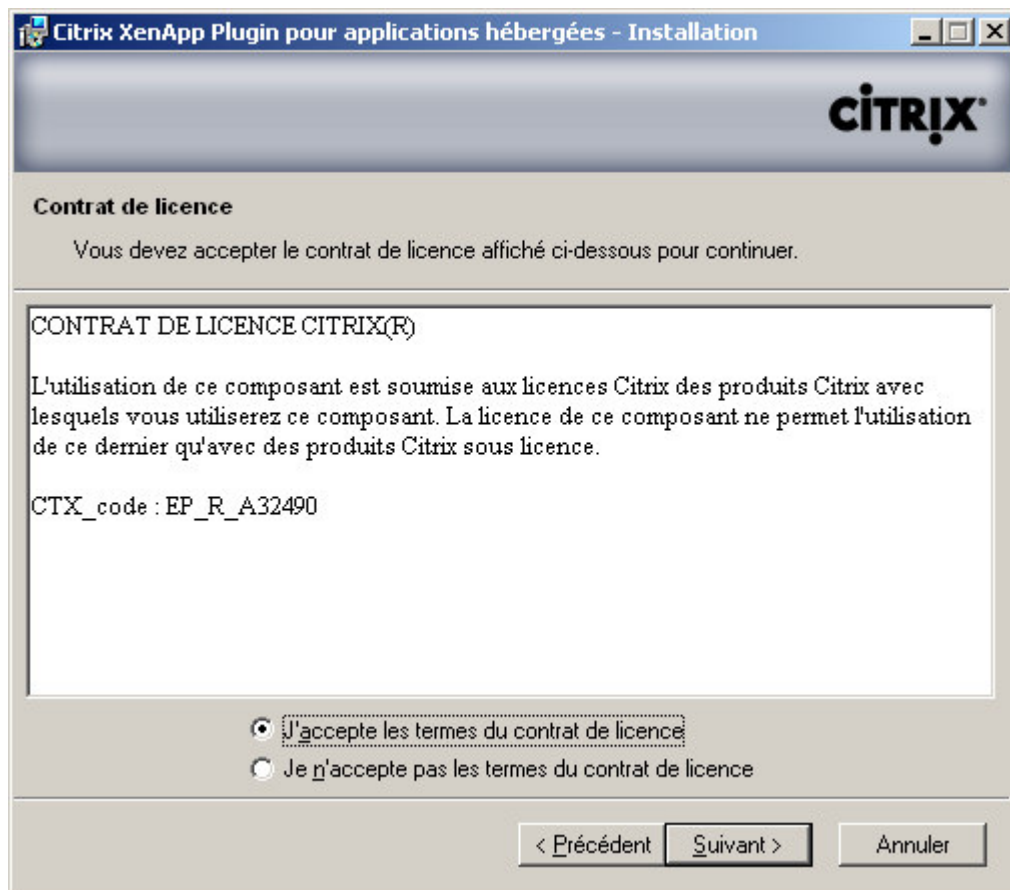 Citrix XenApp Plugin pour applications hébergées - Installation
CITRIX
Contrat de licence
Vous devez accepter le contrat de licence affiché ci-dessous pour continuer.
CONTRAT DE LICENCE CITRIX(R)
L'utilisation de ce composant est soumise aux licences Citrix des produits Citrix avec
lesquels vous utiliserez ce composant. La licence de ce composant ne permet l'utilisation
de ce dernier qu'avec des produits Citrix sous licence.
CTX_code : EP_R_A32490
J'accepte les termes du contrat de licence
Je n'accepte pas les termes du contrat de licence
< Précédent
Suivant >
Annuler